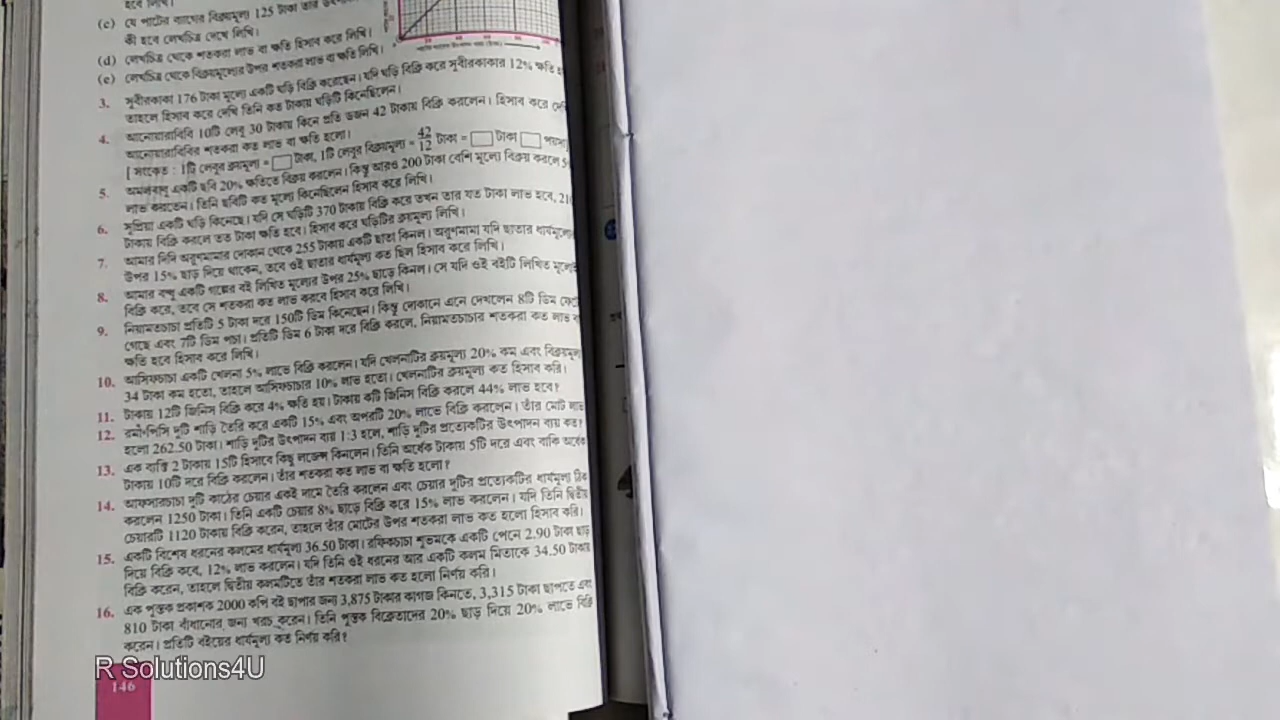 (c) যে পাটের ব্যাগের বিক্রয়মূল্য 125 টাকা তার
কী হবে লেখচিত্র দেখে লিখি।
(d) লেখচিত্র থেকে শতকরা লাভ বা ক্ষতি হিসাব করে লিখি।
(e) লেখচিত্র থেকে বিক্রয়মূল্যের উপর শতকরা লাভ বা ক্ষতি লিখি।
3. সুবীরকাকা 176 টাকা মূল্যে একটি ঘড়ি বিক্রি করেছেন। যদি ঘড়ি বিক্রি করে সুবীরকাকার 12% ক্ষতি
তাহলে হিসাব করে দেখি তিনি কত টাকায় ঘড়িটি কিনেছিলেন।
4. আনোয়ারাবিবি 10টি লেবু 30 টাকায় কিনে প্রতি ডজন 42 টাকায় বিক্রি করলেন। হিসাব করে
আনোয়ারাবিবির শতকরা কত লাভ বা ক্ষতি হলো।
[ সংকেত : 1টি লেবুর ক্রয়মূল্য = □ টাকা, 1টি লেবুর বিক্রয়মূল্য = 42/12 টাকা = □ টাকা □ পয়সা]
5. অমলবাবু একটি ছবি 20% ক্ষতিতে বিক্রয় করলেন। কিন্তু আরও 200 টাকা বেশি মূল্যে বিক্রয় করলে
লাভ করতেন। তিনি ছবিটি কত মূল্যে কিনেছিলেন হিসাব করে লিখি।
6. সুপ্রিয়া একটি ঘড়ি কিনেছে। যদি সে ঘড়িটি 370 টাকায় বিক্রি করে তখন তার যত টাকা লাভ হবে, 210
টাকায় বিক্রি করলে তত টাকা ক্ষতি হবে। হিসাব করে ঘড়িটির ক্রয়মূল্য লিখি।
7. আমার দিদি অরুণমামার দোকান থেকে 255 টাকায় একটি ছাতা কিনল। অরুণমামা যদি ছাতার ধার্যমূল্যের
উপর 15% ছাড় দিয়ে থাকেন, তবে ওই ছাতার ধার্যমূল্য কত ছিল হিসাব করে লিখি।
8. আমার বন্ধু একটি গল্পের বই লিখিত মূল্যের উপর 25% ছাড়ে কিনল। সে যদি ওই বইটি লিখিত মূল্যেই
বিক্রি করে, তবে সে শতকরা কত লাভ করবে হিসাব করে লিখি।
9. নিয়ামতচাচা প্রতিটি 5 টাকা দরে 150টি ডিম কিনেছেন। কিন্তু দোকানে এনে দেখলেন 8টি ডিম ফেটে
গেছে এবং 7টি ডিম পচা। প্রতিটি ডিম 6 টাকা দরে বিক্রি করলে, নিয়ামতচাচার শতকরা কত লাভ বা
ক্ষতি হবে হিসাব করে লিখি।
10. আসিফচাচা একটি খেলনা 5% লাভে বিক্রি করলেন। যদি খেলনাটির ক্রয়মূল্য 20% কম এবং বিক্রয়মূল্য
34 টাকা কম হতো, তাহলে আসিফচাচার 10% লাভ হতো। খেলনাটির ক্রয়মূল্য কত হিসাব করি।
11. টাকায় 12টি জিনিস বিক্রি করে 4% ক্ষতি হয়। টাকায় কটি জিনিস বিক্রি করলে 44% লাভ হবে?
12. রমাপিসি দুটি শাড়ি তৈরি করে একটি 15% এবং অপরটি 20% লাভে বিক্রি করলেন। তাঁর মোট লাভ
হলো 262.50 টাকা। শাড়ি দুটির উৎপাদন ব্যয় 1:3 হলে, শাড়ি দুটির প্রত্যেকটির উৎপাদন ব্যয় কত?
13. এক ব্যক্তি 2 টাকায় 15টি হিসাবে কিছু লজেন্স কিনলেন। তিনি অর্ধেক টাকায় 5টি দরে এবং বাকি অর্ধেক
টাকায় 10টি দরে বিক্রি করলেন। তাঁর শতকরা কত লাভ বা ক্ষতি হলো?
14. আফসারচাচা দুটি কাঠের চেয়ার একই দামে তৈরি করলেন এবং চেয়ার দুটির প্রত্যেকটির ধার্যমূল্য ঠিক
করলেন 1250 টাকা। তিনি একটি চেয়ার 8% ছাড়ে বিক্রি করে 15% লাভ করলেন। যদি তিনি দ্বিতীয়
চেয়ারটি 1120 টাকায় বিক্রি করেন, তাহলে তাঁর মোটের উপর শতকরা লাভ কত হলো হিসাব করি।
15. একটি বিশেষ ধরনের কলমের ধার্যমূল্য 36.50 টাকা। রফিকচাচা শুভমকে একটি পেনে 2.90 টাকা ছাড়
দিয়ে বিক্রি করে, 12% লাভ করলেন। যদি তিনি ওই ধরনের আর একটি কলম মিতাকে 34.50 টাকায়
বিক্রি করেন, তাহলে দ্বিতীয় কলমটিতে তাঁর শতকরা লাভ কত হলো নির্ণয় করি।
16. এক পুস্তক প্রকাশক 2000 কপি বই ছাপার জন্য 3,875 টাকার কাগজ কিনতে, 3,315 টাকা ছাপতে এবং
810 টাকা বাঁধানোর জন্য খরচ করেন। তিনি পুস্তক বিক্রেতাদের 20% ছাড় দিয়ে 20% লাভে বিক্রি
করেন। প্রতিটি বইয়ের ধার্যমূল্য কত নির্ণয় করি?
R Solutions4U
146